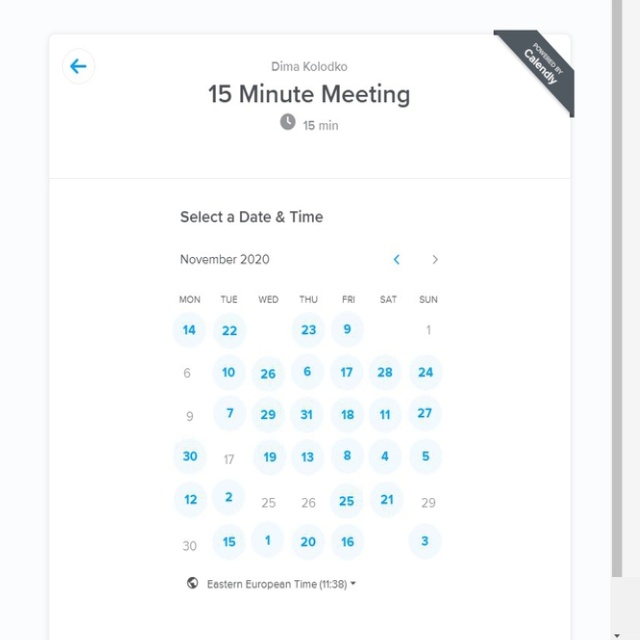 POWERED BY
Calendly
Dima Kolodko
15 Minute Meeting
15 min
Select a Date & Time
November 2020
MON TUE WED THU FRI SAT SUN
14 22 23 9 1
6 10 26 6 17 28 24
9 7 29 31 18 11 27
30 17 19 13 8 4 5
12 2 25 26 25 21 29
30 15 1 20 16 3
Eastern European Time (11:38)